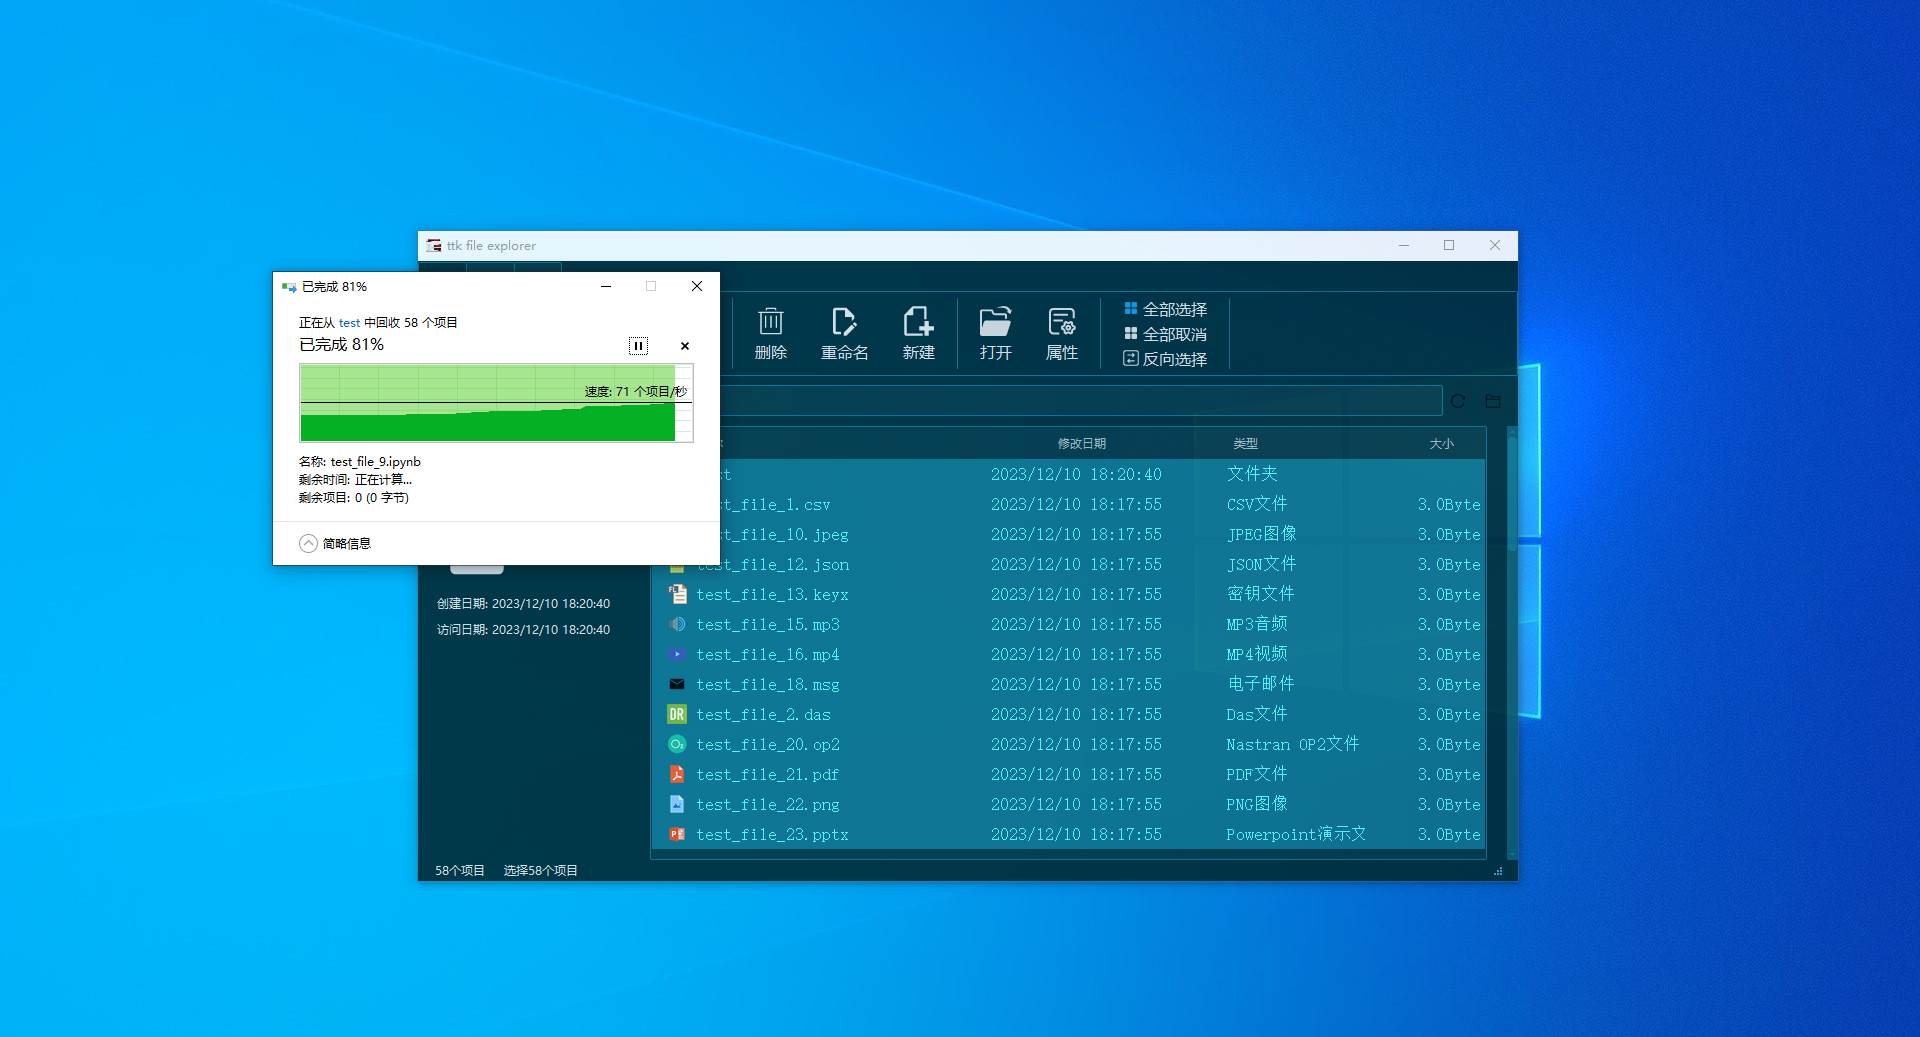 ttk file explorer
已完成 81%
正在从 test 中回收 58 个项目
已完成 81%
速度: 71 个项目/秒
名称: test_file_9.ipynb
剩余时间: 正在计算...
剩余项目: 0 (0 字节)
简略信息
删除
重命名
新建
打开
属性
全部选择
全部取消
反向选择
修改日期 类型 大小
st 2023/12/10 18:20:40 文件夹
st_file_1.csv 2023/12/10 18:17:55 CSV文件 3.0Byte
st_file_10.jpeg 2023/12/10 18:17:55 JPEG图像 3.0Byte
test_file_12.json 2023/12/10 18:17:55 JSON文件 3.0Byte
test_file_13.keyx 2023/12/10 18:17:55 密钥文件 3.0Byte
test_file_15.mp3 2023/12/10 18:17:55 MP3音频 3.0Byte
test_file_16.mp4 2023/12/10 18:17:55 MP4视频 3.0Byte
test_file_18.msg 2023/12/10 18:17:55 电子邮件 3.0Byte
DR test_file_2.das 2023/12/10 18:17:55 Das文件 3.0Byte
test_file_20.op2 2023/12/10 18:17:55 Nastran OP2文件 3.0Byte
test_file_21.pdf 2023/12/10 18:17:55 PDF文件 3.0Byte
test_file_22.png 2023/12/10 18:17:55 PNG图像 3.0Byte
test_file_23.pptx 2023/12/10 18:17:55 Powerpoint演示文 3.0Byte
创建日期: 2023/12/10 18:20:40
访问日期: 2023/12/10 18:20:40
58个项目 选择58个项目